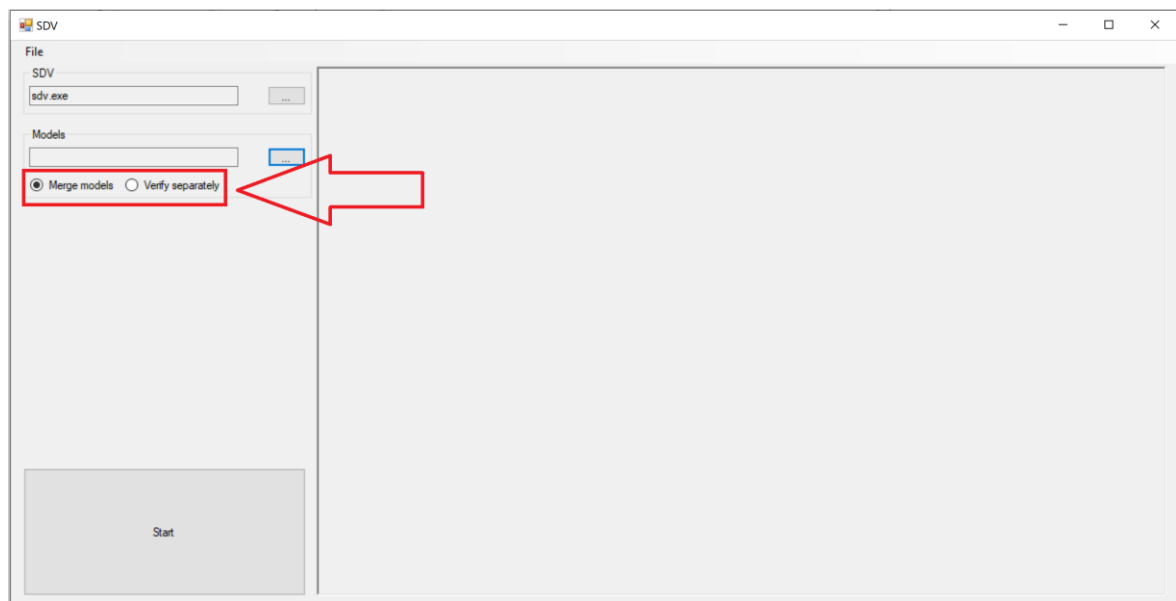 SDV
File
SDV
sdv.exe
...
Models
...
Merge models Verify separately
Start